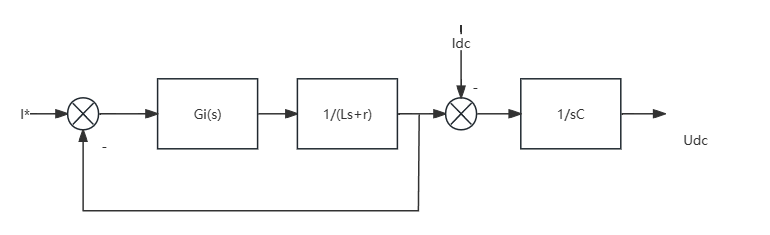 Idc
-
I*
Gi(s)
1/(Ls+r)
1/sC
-
Udc